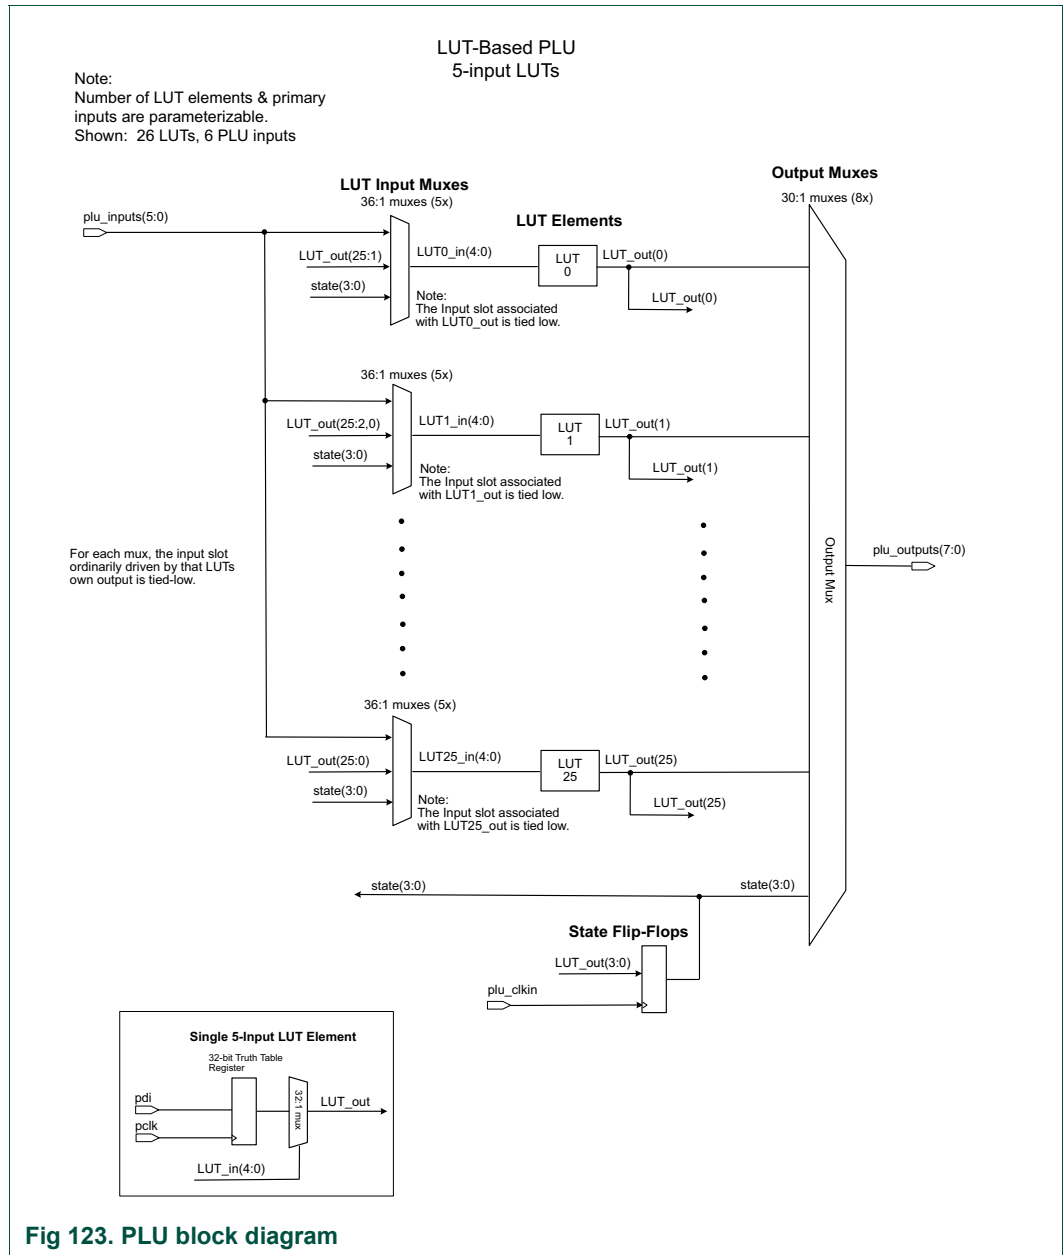 LUT-Based PLU
5-input LUTs
Note:
Number of LUT elements & primary
inputs are parameterizable.
Shown: 26 LUTs, 6 PLU inputs
Output Muxes
30:1 muxes (8x)
LUT Input Muxes
36:1 muxes (5x)
LUT Elements
plu_inputs(5:0)
LUT_out(25:1)
state(3:0)
LUT0_in(4:0)
LUT
0
LUT_out(0)
LUT_out(0)
Note:
The Input slot associated
with LUT0_out is tied low.
36:1 muxes (5x)
LUT_out(25:2,0)
state(3:0)
LUT1_in(4:0)
LUT
1
LUT_out(1)
LUT_out(1)
Note:
The Input slot associated
with LUT1_out is tied low.
For each mux, the input slot
ordinarily driven by that LUTs
own output is tied-low.
Output Mux
plu_outputs(7:0)
36:1 muxes (5x)
LUT_out(25:0)
state(3:0)
LUT25_in(4:0)
LUT
25
LUT_out(25)
LUT_out(25)
Note:
The Input slot associated
with LUT25_out is tied low.
state(3:0)
state(3:0)
State Flip-Flops
LUT_out(3:0)
plu_clkin
Single 5-Input LUT Element
32-bit Truth Table
Register
pdi
pclk
32:1 mux
LUT_out
LUT_in(4:0)
Fig 123. PLU block diagram